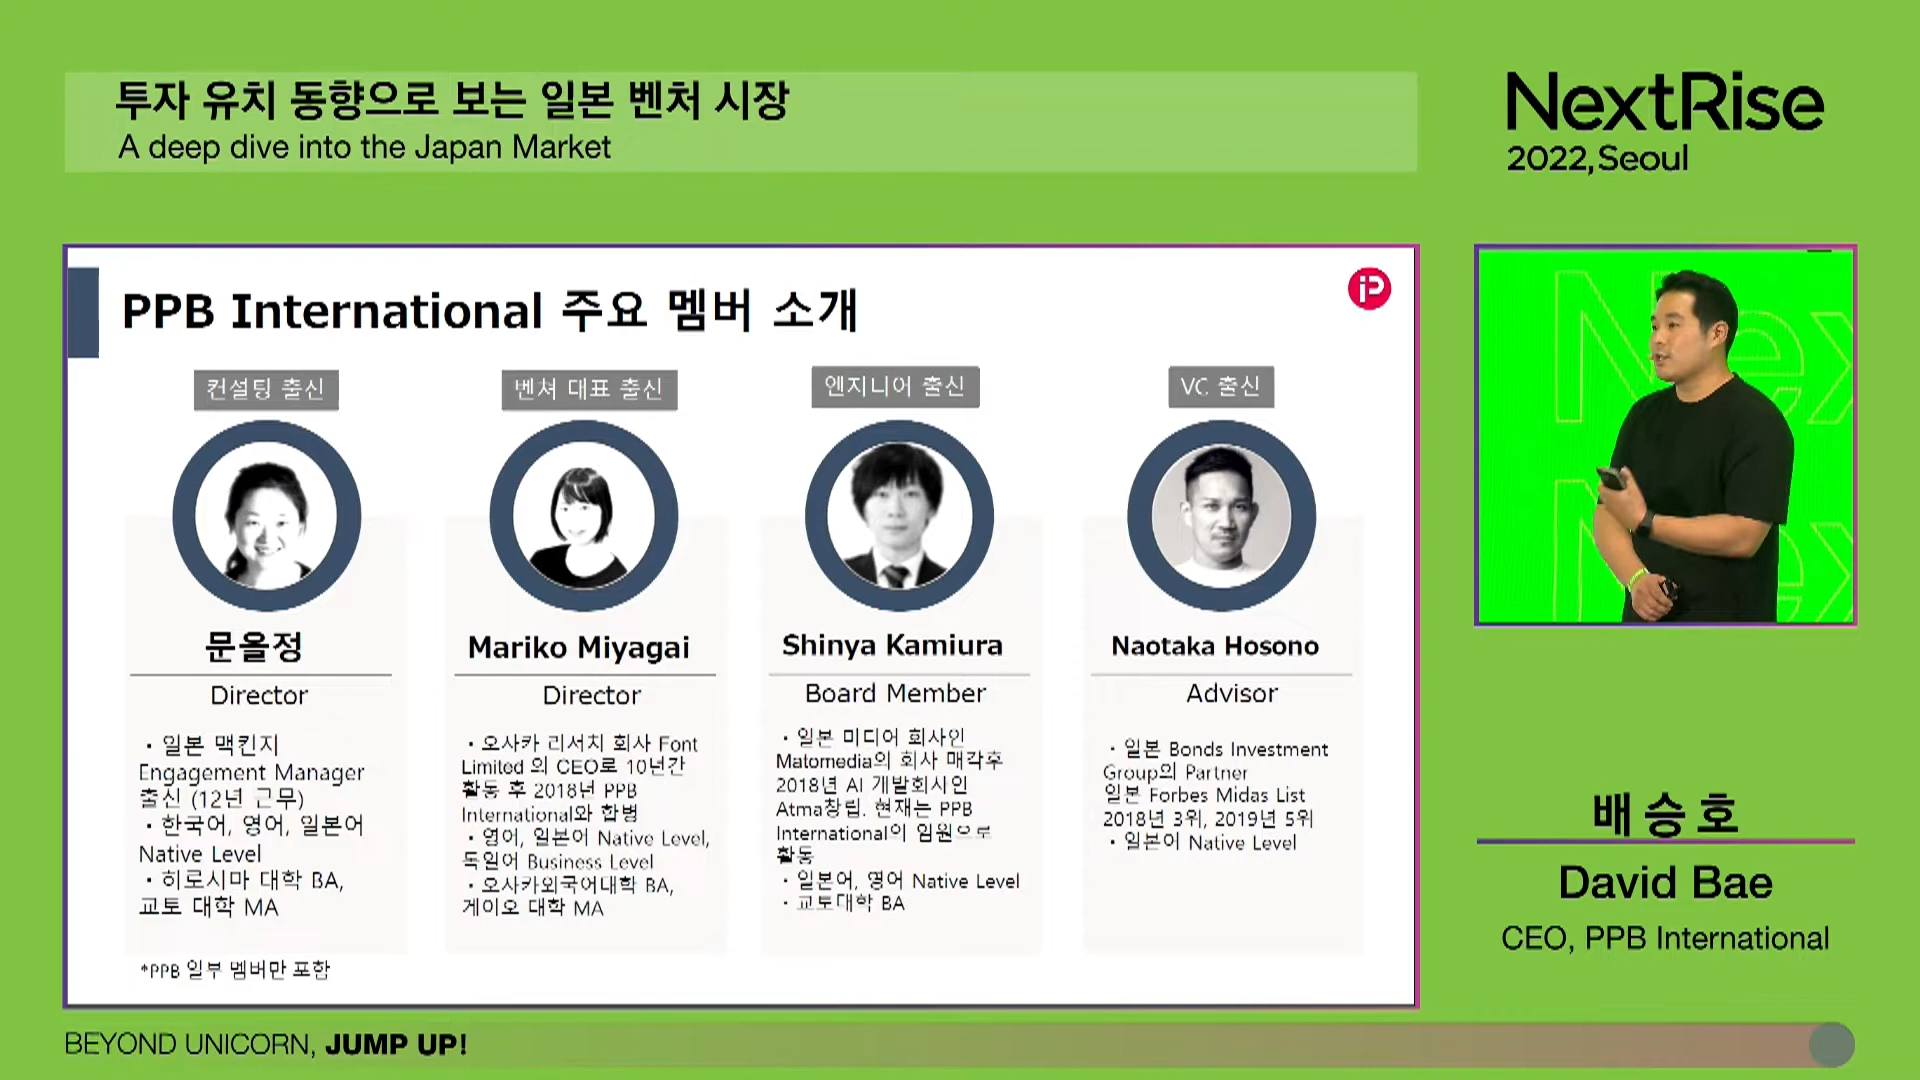 투자 유치 동향으로 보는 일본 벤처 시장
A deep dive into the Japan Market
NextRise
2022, Seoul
PPB International 주요 멤버 소개
컨설팅 출신
문을정
Director
・일본 맥킨지
Engagement Manager
출신 (12년 근무)
・한국어, 영어, 일본어
Native Level
・히로시마 대학 BA,
교토 대학 MA
벤쳐 대표 출신
Mariko Miyagai
Director
・오사카 리서치 회사 Font
Limited 의 CEO로 10년간
활동 후 2018년 PPB
International와 합병
・영어, 일본어 Native Level,
독일어 Business Level
・오사카외국어대학 BA,
게이오 대학 MA
엔지니어 출신
Shinya Kamiura
Board Member
・일본 미디어 회사인
Matomedia의 회사 매각후
2018년 AI 개발회사인
Atma창립. 현재는 PPB
International의 임원으로
활동
・일본어, 영어 Native Level
・교토대학 BA
VC 출신
Naotaka Hosono
Advisor
・일본 Bonds Investment
Group의 Partner
일본 Forbes Midas List
2018년 3위, 2019년 5위
・일본어 Native Level
*PPB 일부 멤버만 포함
배승호
David Bae
CEO, PPB International
BEYOND UNICORN, JUMP UP!